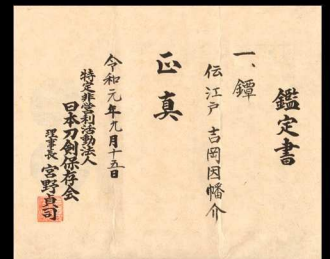 鑑定書
一、鐔
伝江戸 吉岡因幡介
正真
令和元年九月十五日
特定非営利活動法人
日本刀剣保存会
理事長 宮野貞司